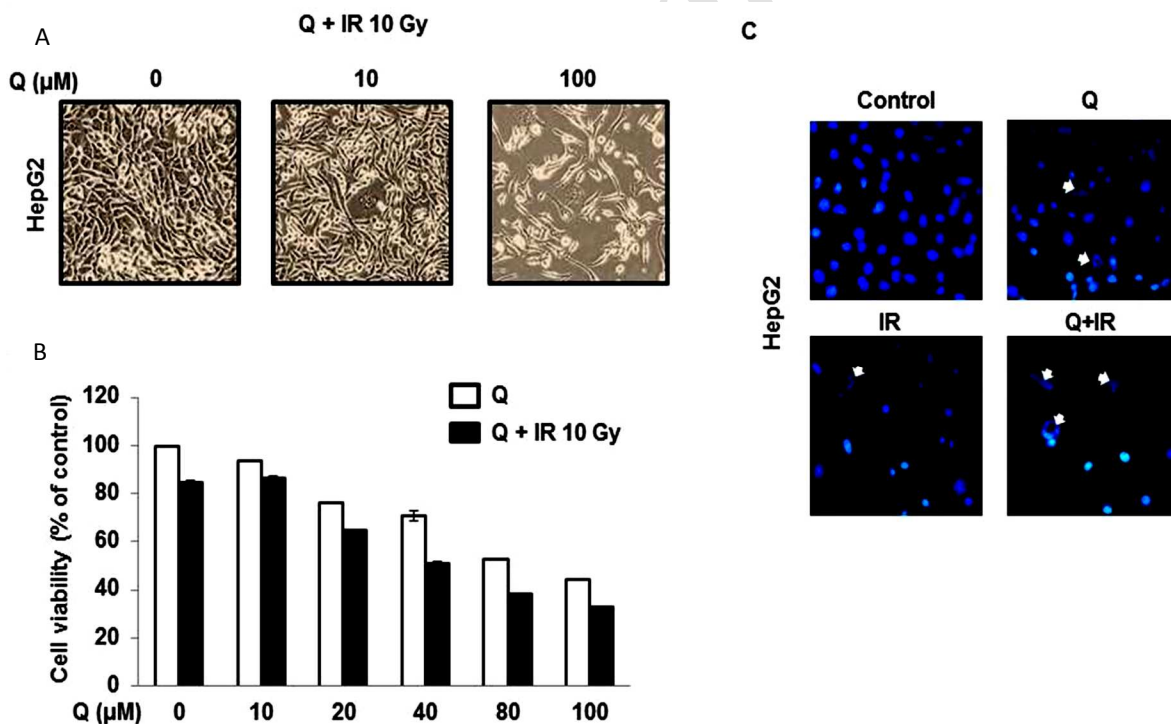 A
Q + IR 10 Gy
Q (µM) 0 10 100
HepG2
B
Cell viability (% of control)
120
100
80
60
40
20
0
Q
Q + IR 10 Gy
Q (µM) 0 10 20 40 80 100
C
Control Q
HepG2
IR Q+IR